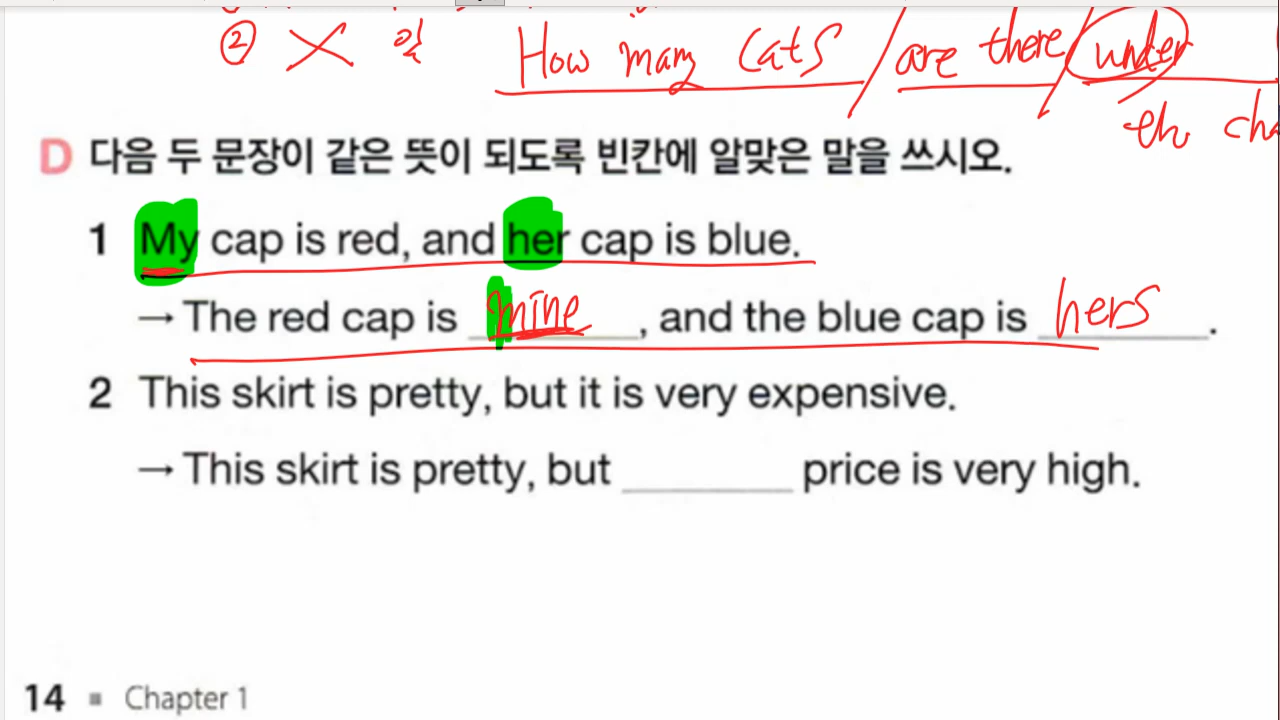 ② X 않 How many cats / are there / under
the cha
D 다음 두 문장이 같은 뜻이 되도록 빈칸에 알맞은 말을 쓰시오.
1 My cap is red, and her cap is blue.
→ The red cap is mine, and the blue cap is hers.
2 This skirt is pretty, but it is very expensive.
→ This skirt is pretty, but ________ price is very high.
14 ▪ Chapter 1